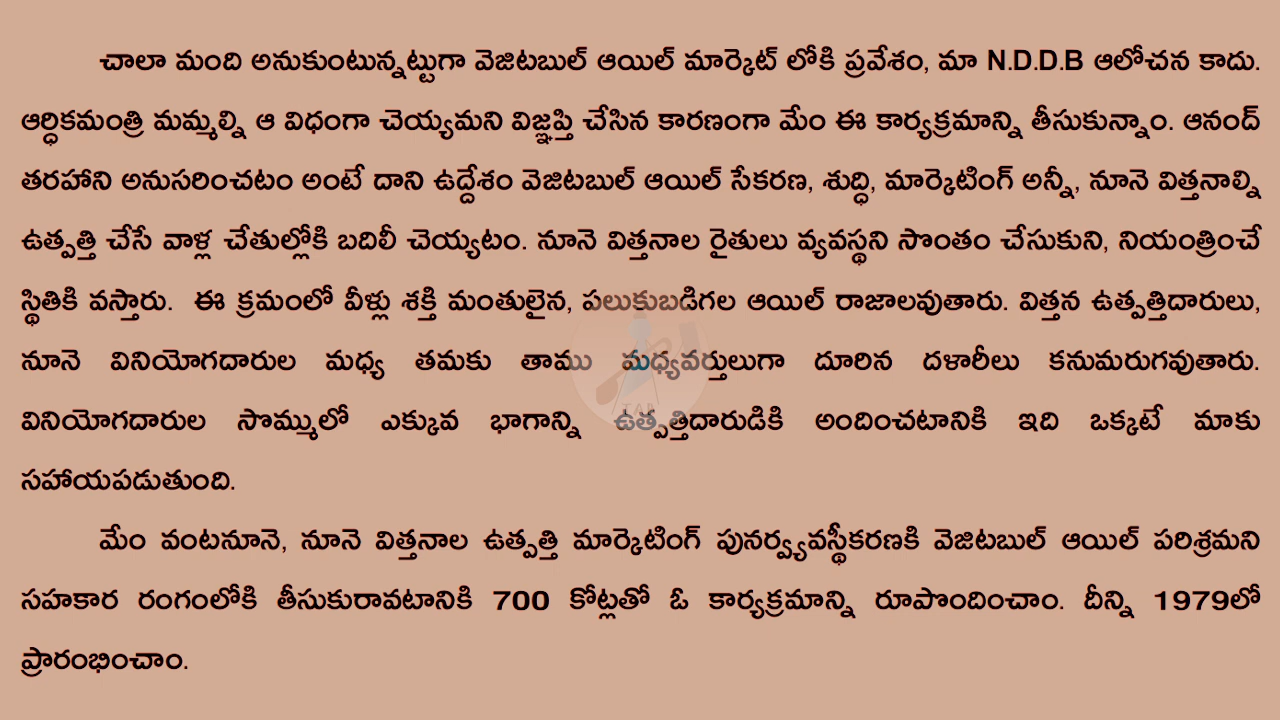 చాలా మంది అనుకుంటున్నట్టుగా వెజిటబుల్ ఆయిల్ మార్కెట్ లోకి ప్రవేశం, మా N.D.D.B ఆలోచన కాదు.
ఆర్ధికమంత్రి మమ్మల్ని ఆ విధంగా చెయ్యమని విజ్ఞప్తి చేసిన కారణంగా మేం ఈ కార్యక్రమాన్ని తీసుకున్నాం. ఆనంద్
తరహాని అనుసరించటం అంటే దాని ఉద్దేశం వెజిటబుల్ ఆయిల్ సేకరణ, శుద్ధి, మార్కెటింగ్ అన్నీ, నూనె విత్తనాల్ని
ఉత్పత్తి చేసే వాళ్ల చేతుల్లోకి బదిలీ చెయ్యటం. నూనె విత్తనాల రైతులు వ్యవస్థని సొంతం చేసుకుని, నియంత్రించే
స్థితికి వస్తారు. ఈ క్రమంలో వీళ్లు శక్తి మంతులైన, పలుకుబడిగల ఆయిల్ రాజాలవుతారు. విత్తన ఉత్పత్తిదారులు,
నూనె వినియోగదారుల మధ్య తమకు తాము మధ్యవర్తులుగా దూరిన దళారీలు కనుమరుగవుతారు.
వినియోగదారుల సొమ్ములో ఎక్కువ భాగాన్ని ఉత్పత్తిదారుడికి అందించటానికి ఇది ఒక్కటే మాకు
సహాయపడుతుంది.
మేం వంటనూనె, నూనె విత్తనాల ఉత్పత్తి మార్కెటింగ్ పునర్వ్యవస్థీకరణకి వెజిటబుల్ ఆయిల్ పరిశ్రమని
సహకార రంగంలోకి తీసుకురావటానికి 700 కోట్లతో ఓ కార్యక్రమాన్ని రూపొందించాం. దీన్ని 1979లో
ప్రారంభించాం.